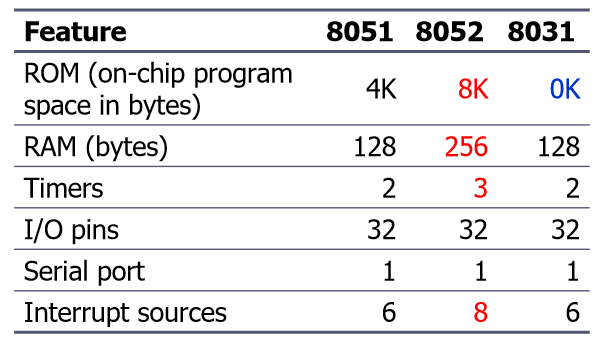 Feature 8051 8052 8031
ROM (on-chip program
space in bytes) 4K 8K 0K
RAM (bytes) 128 256 128
Timers 2 3 2
I/O pins 32 32 32
Serial port 1 1 1
Interrupt sources 6 8 6